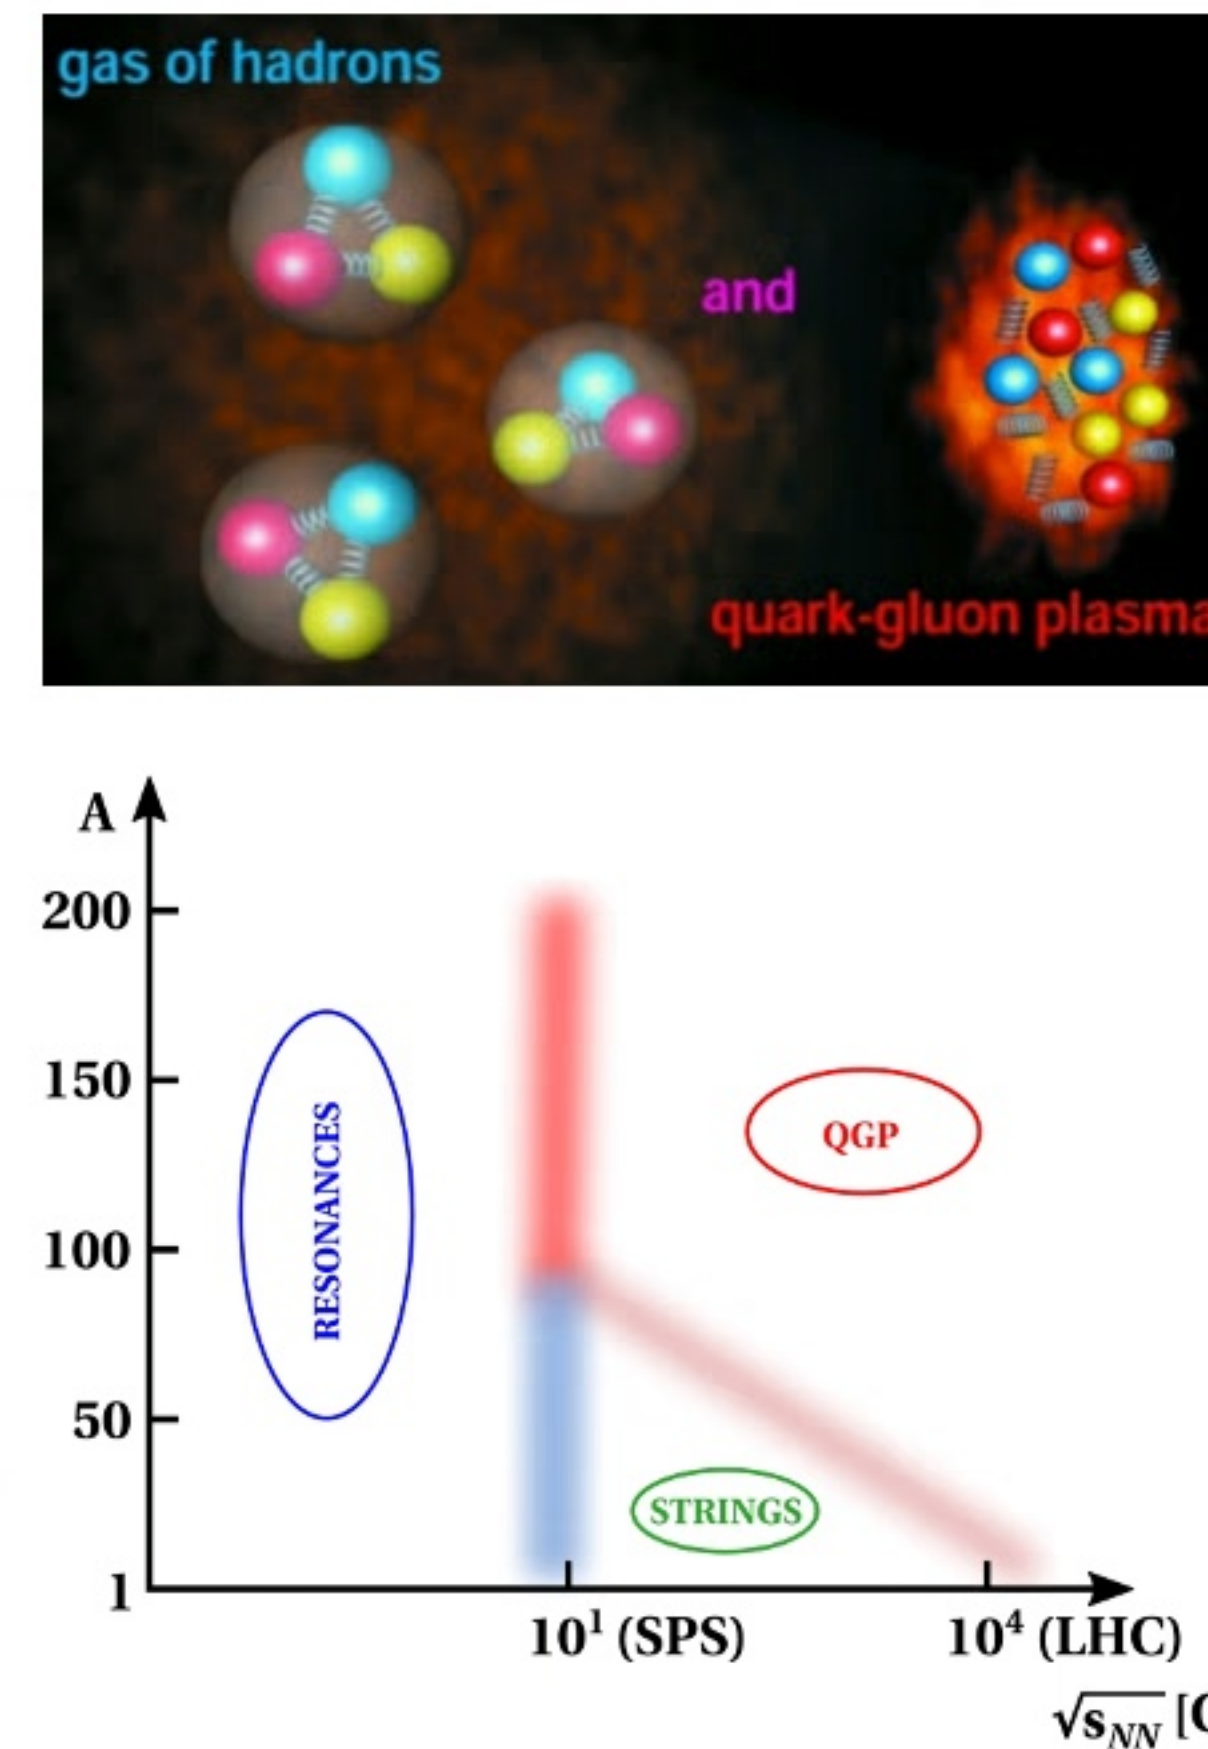 gas of hadrons
and
quark-gluon plasma
A
200
150
100
50
1
RESONANCES
QGP
STRINGS
10¹ (SPS)
10⁴ (LHC)
√s_NN [G